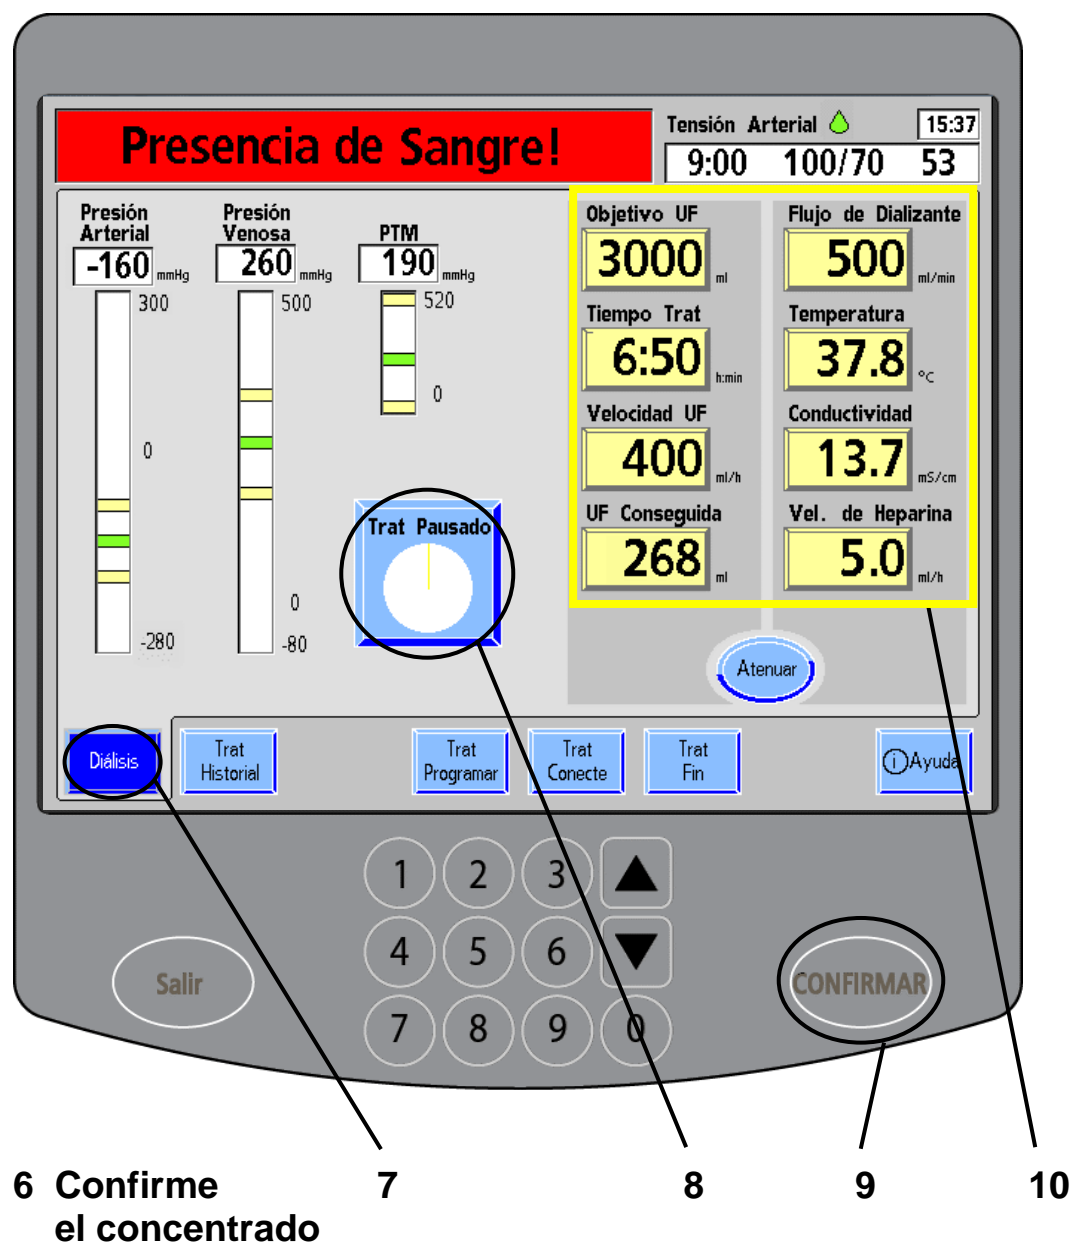 Presencia de Sangre!
Tensión Arterial
15:37
9:00 100/70 53
Presión Arterial
-160 mmHg
300
0
-280
Presión Venosa
260 mmHg
500
0
-80
PTM
190 mmHg
520
0
Trat Pausado
Objetivo UF
3000 ml
Tiempo Trat
6:50 h:min
Velocidad UF
400 ml/h
UF Conseguida
268 ml
Flujo de Dializante
500 ml/min
Temperatura
37.8 °C
Conductividad
13.7 mS/cm
Vel. de Heparina
5.0 ml/h
Atenuar
Diálisis
Trat Historial
Trat Programar
Trat Conecte
Trat Fin
i Ayuda
1 2 3
4 5 6
7 8 9 0
Salir
CONFIRMAR
6 Confirme
el concentrado
7
8
9
10